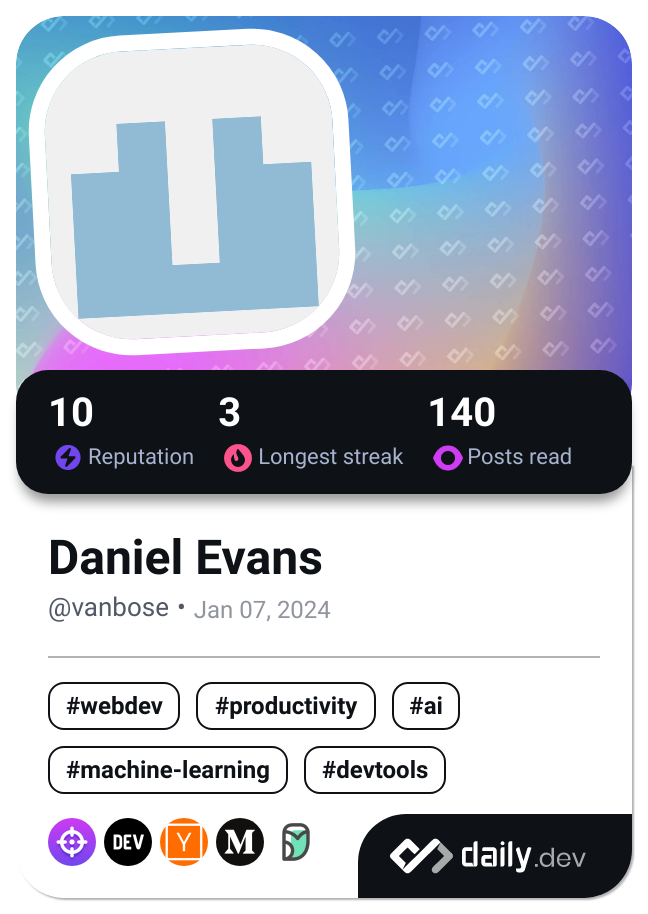 10 3 140
Reputation Longest streak Posts read
Daniel Evans
@vanbose • Jan 07, 2024
#webdev #productivity #ai
#machine-learning #devtools
DEV Y M
daily.dev